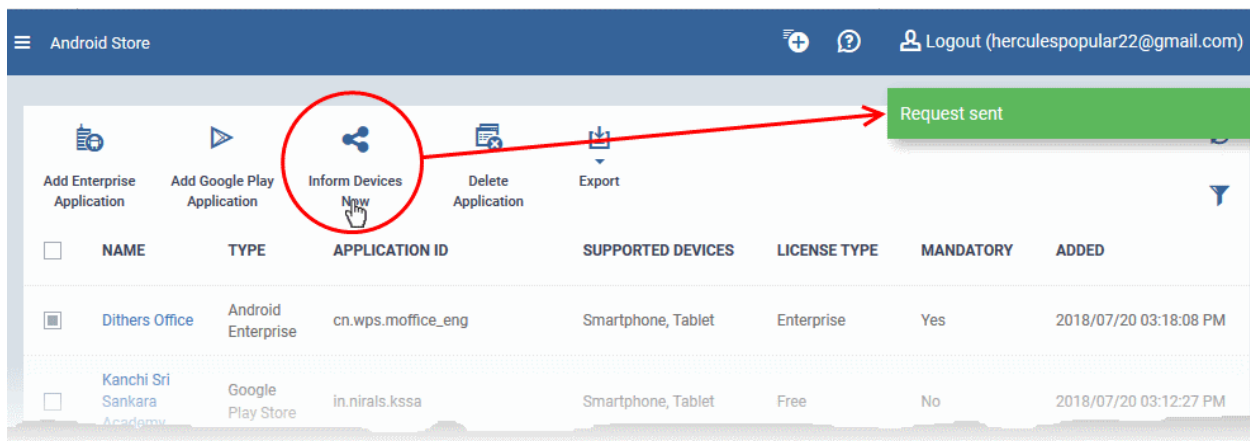 Android Store
Logout (herculespopular22@gmail.com)
Request sent
Add Enterprise
Application
Add Google Play
Application
Inform Devices
Now
Delete
Application
Export
NAME TYPE APPLICATION ID SUPPORTED DEVICES LICENSE TYPE MANDATORY ADDED
Dithers Office Android
Enterprise cn.wps.moffice_eng Smartphone, Tablet Enterprise Yes 2018/07/20 03:18:08 PM
Kanchi Sri
Sankara
Academy Google
Play Store in.nirals.kssa Smartphone, Tablet Free No 2018/07/20 03:12:27 PM